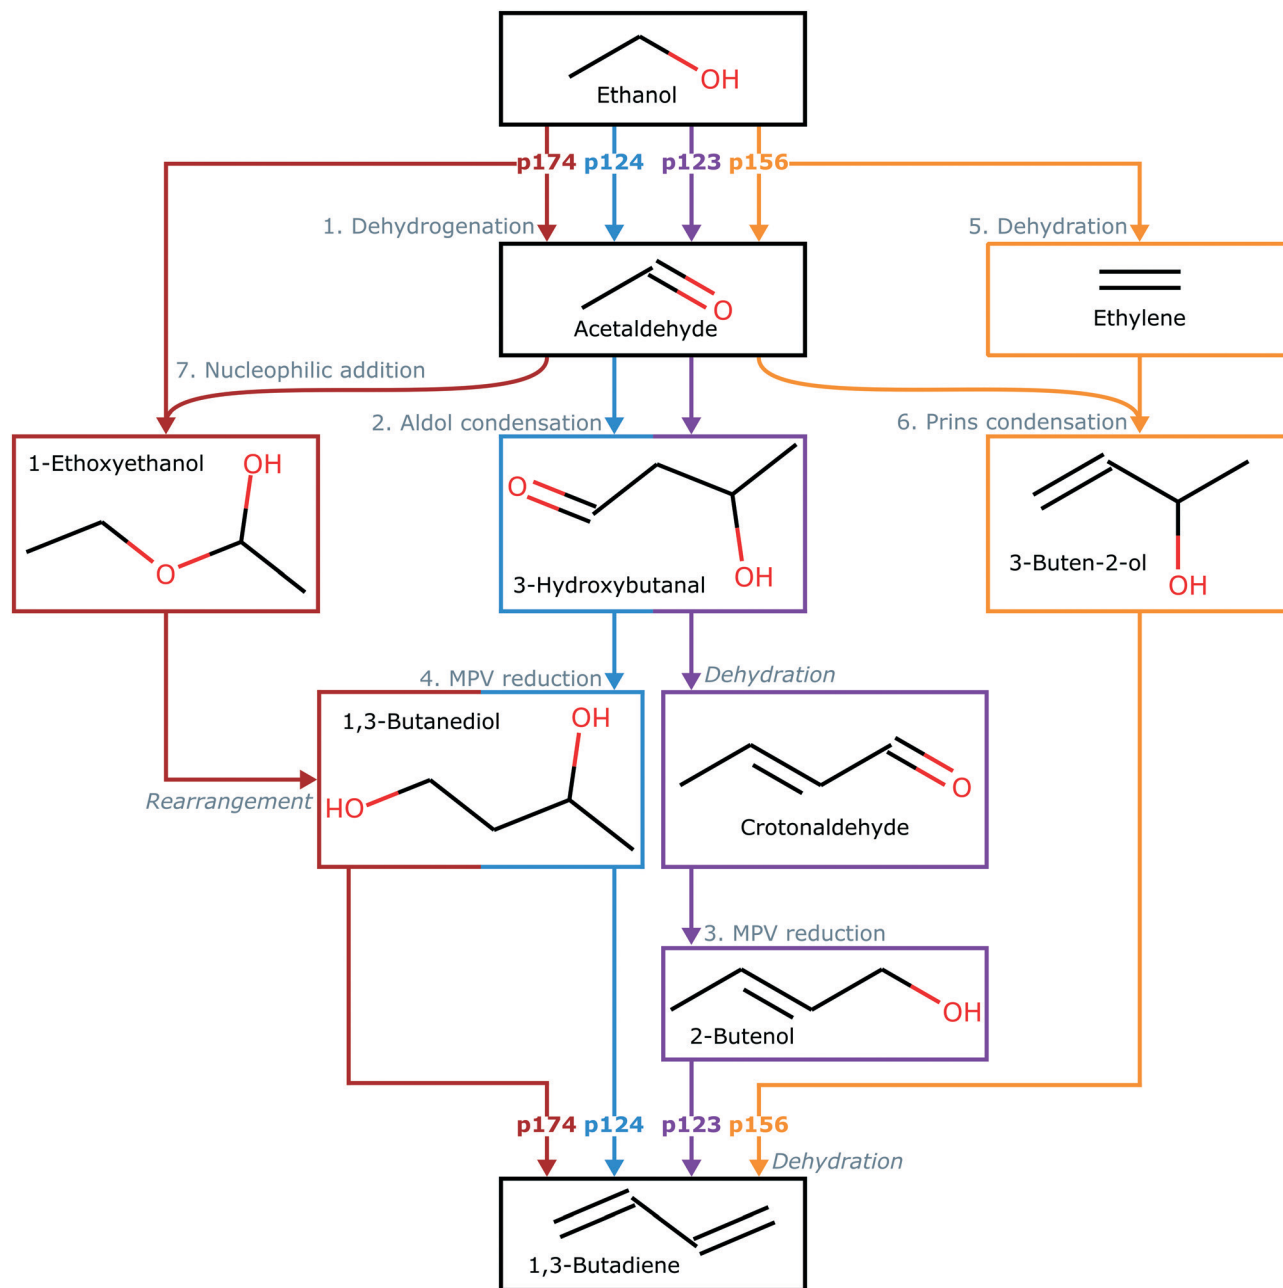 OH
Ethanol
p174 p124 p123 p156
1. Dehydrogenation
5. Dehydration
O
Acetaldehyde
Ethylene
7. Nucleophilic addition
2. Aldol condensation
6. Prins condensation
1-Ethoxyethanol
OH
O
O
OH
3-Hydroxybutanal
3-Buten-2-ol
OH
4. MPV reduction
Dehydration
1,3-Butanediol
OH
HO
Rearrangement
O
Crotonaldehyde
3. MPV reduction
OH
2-Butenol
p174 p124 p123 p156
Dehydration
1,3-Butadiene